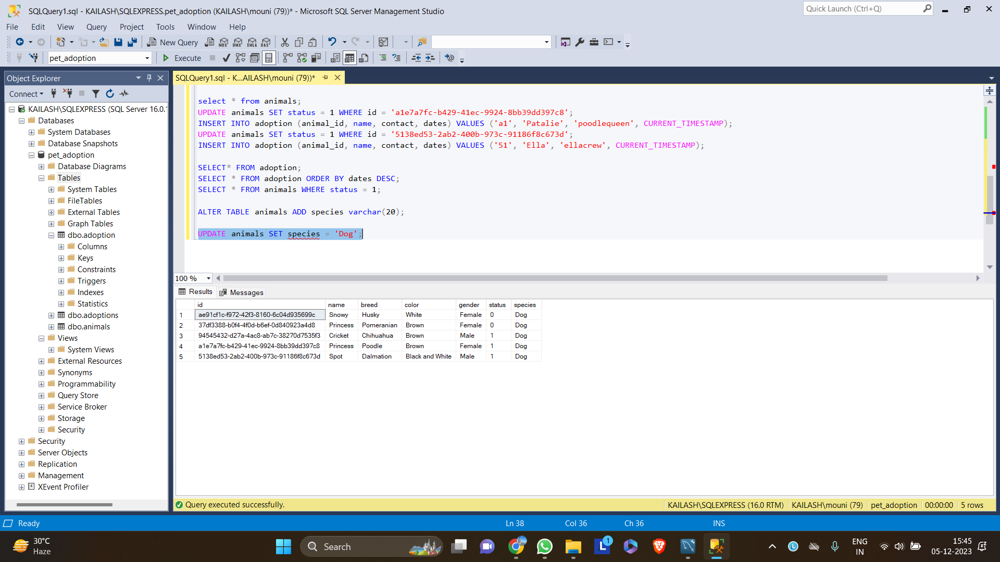 SQLQuery1.sql - KAILASH\SQLEXPRESS.pet_adoption (KAILASH\mouni (79))* - Microsoft SQL Server Management Studio
Quick Launch (Ctrl+Q)
File Edit View Query Project Tools Window Help
New Query MDX DMX XMLA DAX
pet_adoption Execute
Object Explorer
Connect
KAILASH\SQLEXPRESS (SQL Server 16.0.1
Databases
System Databases
Database Snapshots
pet_adoption
Database Diagrams
Tables
System Tables
FileTables
External Tables
Graph Tables
dbo.adoption
Columns
Keys
Constraints
Triggers
Indexes
Statistics
dbo.adoptions
dbo.animals
Views
System Views
External Resources
Synonyms
Programmability
Query Store
Service Broker
Storage
Security
Security
Server Objects
Replication
Management
XEvent Profiler
SQLQuery1.sql - K...AILASH\mouni (79))*
select * from animals;
UPDATE animals SET status = 1 WHERE id = 'a1e7a7fc-b429-41ec-9924-8bb39dd397c8';
INSERT INTO adoption (animal_id, name, contact, dates) VALUES ('a1', 'Patalie', 'poodlequeen', CURRENT_TIMESTAMP);
UPDATE animals SET status = 1 WHERE id = '5138ed53-2ab2-400b-973c-91186f8c673d';
INSERT INTO adoption (animal_id, name, contact, dates) VALUES ('51', 'Ella', 'ellacrew', CURRENT_TIMESTAMP);
SELECT* FROM adoption;
SELECT * FROM adoption ORDER BY dates DESC;
SELECT * FROM animals WHERE status = 1;
ALTER TABLE animals ADD species varchar(20);
UPDATE animals SET species = 'Dog';
100 %
Results Messages
id name breed color gender status species
1 ae91cf1c-f972-42f3-8160-6c04d935699c Snowy Husky White Female 0 Dog
2 37df3388-b0f4-4f0d-b6ef-0d840923a4d8 Princess Pomeranian Brown Female 0 Dog
3 94545432-d27a-4ac8-ab7c-38270d7535f3 Cricket Chihuahua Brown Male 1 Dog
4 a1e7a7fc-b429-41ec-9924-8bb39dd397c8 Princess Poodle Brown Female 1 Dog
5 5138ed53-2ab2-400b-973c-91186f8c673d Spot Dalmation Black and White Male 1 Dog
Query executed successfully. KAILASH\SQLEXPRESS (16.0 RTM) KAILASH\mouni (79) pet_adoption 00:00:00 5 rows
Ready Ln 38 Col 36 Ch 36 INS
30°C
Haze
Search
L 1
L
ENG
IN
15:45
05-12-2023